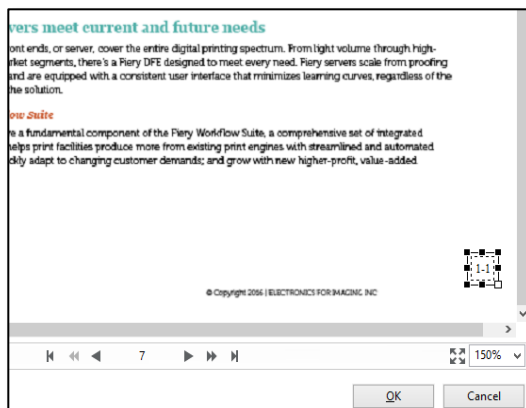 vers meet current and future needs
ont ends, or server, cover the entire digital printing spectrum. From light volume through high-
rket segments, there's a Fiery DFE designed to meet every need. Fiery servers scale from proofing
and are equipped with a consistent user interface that minimizes learning curves, regardless of the
the solution.
ow Suite
re a fundamental component of the Fiery Workflow Suite, a comprehensive set of integrated
helps print facilities produce more from existing print engines with streamlined and automated
ckly adapt to changing customer demands; and grow with new higher-profit, value-added
1-1
© Copyright 2016 | ELECTRONICS FOR IMAGING INC
7
150%
OK
Cancel